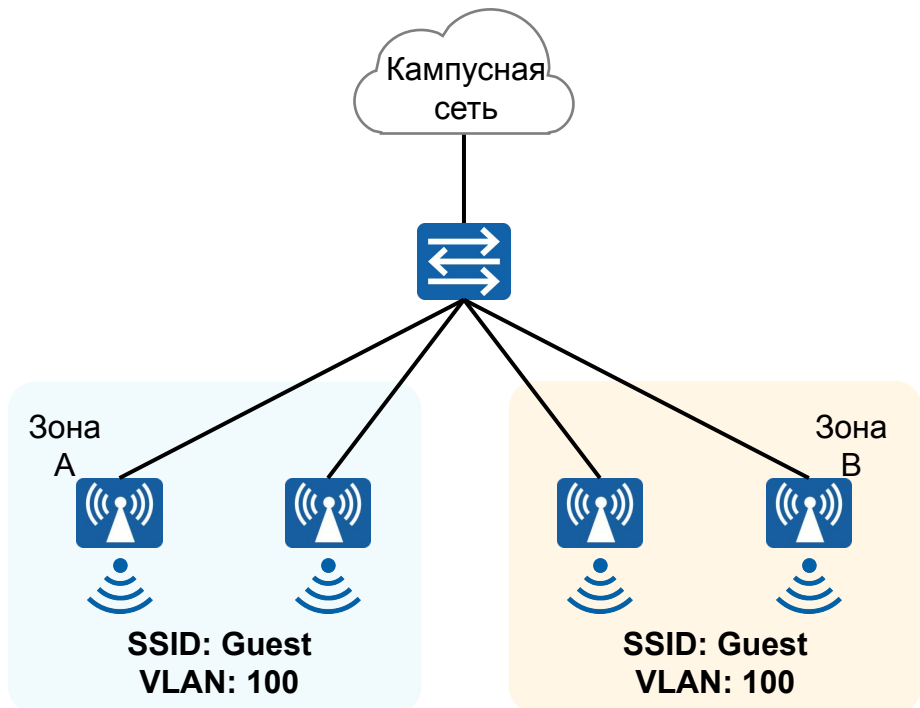 Кампусная
сеть
Зона
A
Зона
B
SSID: Guest
VLAN: 100
SSID: Guest
VLAN: 100